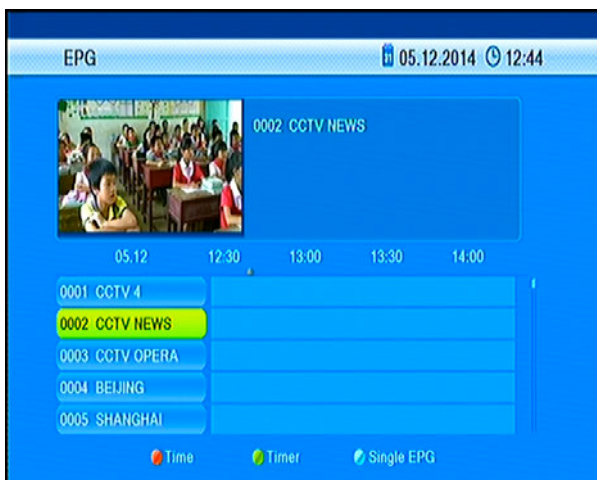 EPG 05.12.2014 12:44
0002 CCTV NEWS
05.12 12:30 13:00 13:30 14:00
0001 CCTV 4
0002 CCTV NEWS
0003 CCTV OPERA
0004 BEIJING
0005 SHANGHAI
Time Timer Single EPG